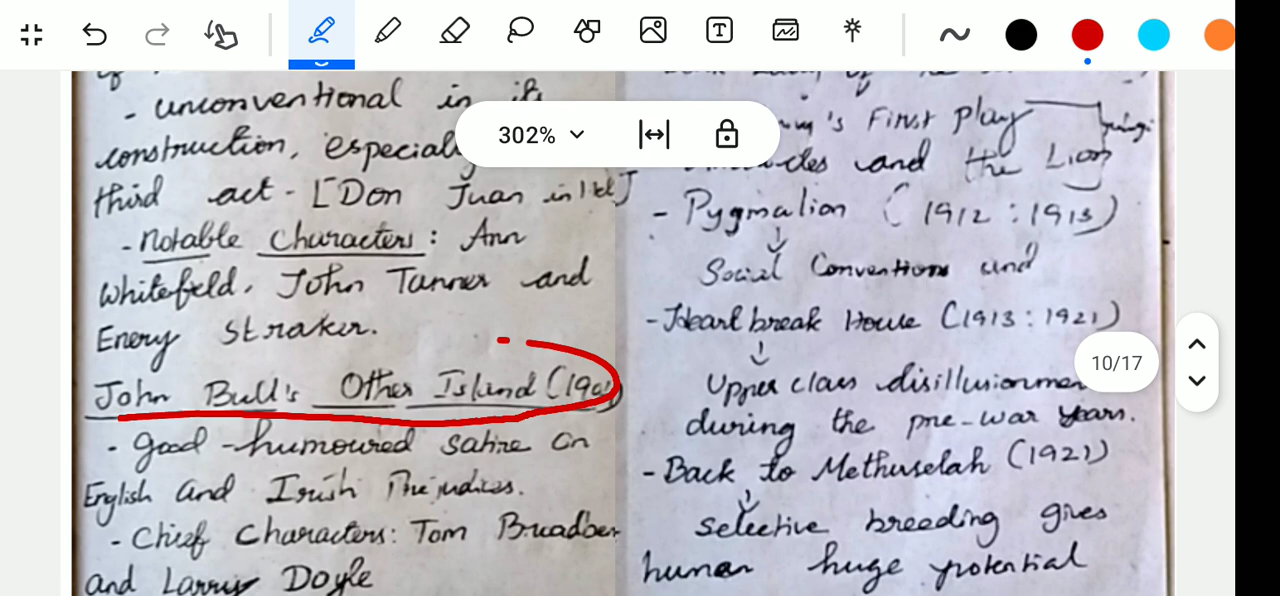 302%
- unconventional in its
construction, especial
third act - [Don Juan in Hell]
- Notable Characters: Ann
Whitefeld, John Tanner and
Enery Straker.
John Bull's Other Island (190
- good-humoured satire on
English and Irish Prejudices.
- Chief Characters: Tom Broadben
and Larry Doyle
's First play
and the Lion
- Pygmalion (1912 : 1913)
Social Conventions and
- Heartbreak House (1913 : 1921)
Upper class disillusionmen
during the pre-war years.
- Back to Methuselah (1921)
selective breeding gives
human huge potential
10/17